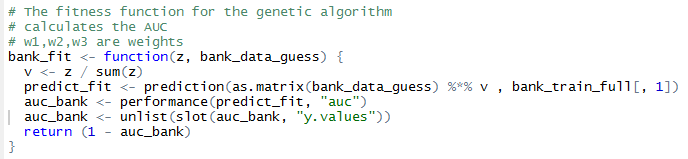 # The fitness function for the genetic algorithm
# calculates the AUC
# w1,w2,w3 are weights
bank_fit <- function(z, bank_data_guess) {
  v <- z / sum(z)
  predict_fit <- prediction(as.matrix(bank_data_guess) %*% v , bank_train_full[, 1])
  auc_bank <- performance(predict_fit, "auc")
  auc_bank <- unlist(slot(auc_bank, "y.values"))
  return (1 - auc_bank)
}